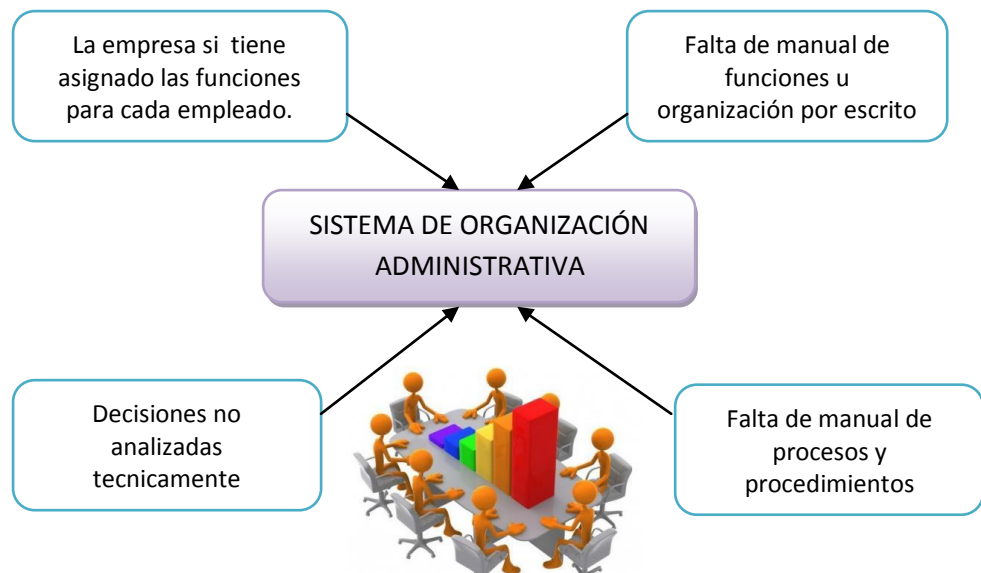 La empresa si tiene
asignado las funciones
para cada empleado.
Falta de manual de
funciones u
organización por escrito
SISTEMA DE ORGANIZACIÓN
ADMINISTRATIVA
Decisiones no
analizadas
tecnicamente
Falta de manual de
procesos y
procedimientos